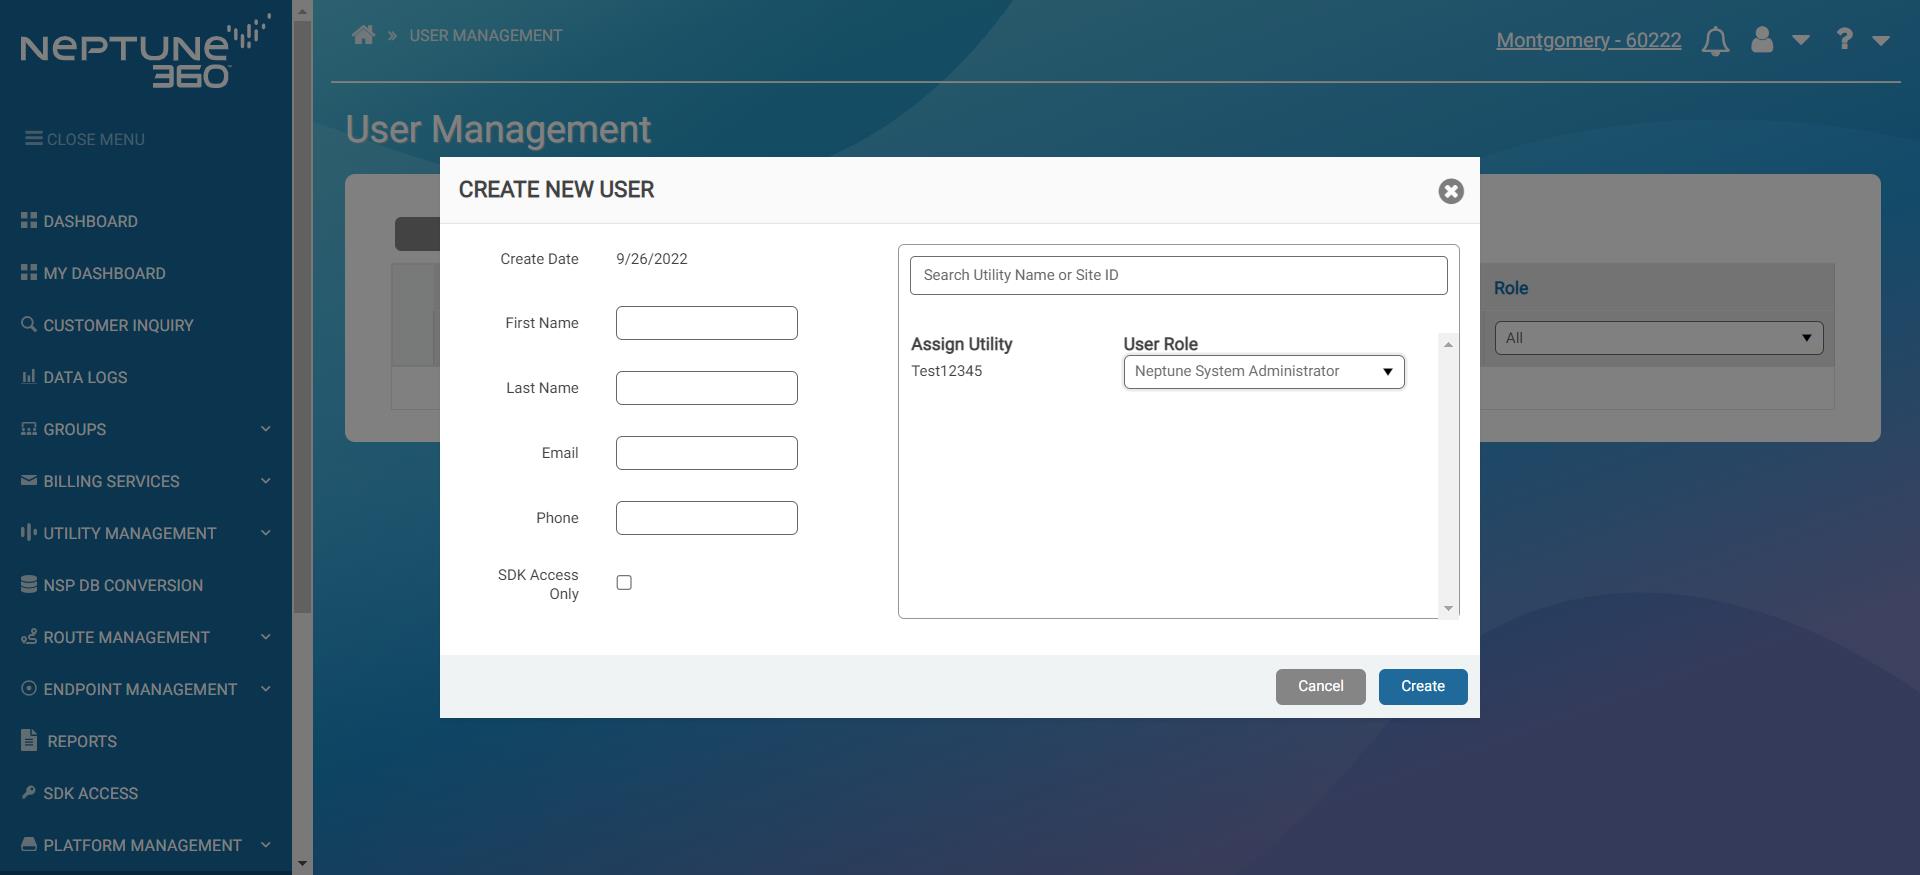 NEPTUNE
360™
CLOSE MENU
DASHBOARD
MY DASHBOARD
CUSTOMER INQUIRY
DATA LOGS
GROUPS
BILLING SERVICES
UTILITY MANAGEMENT
NSP DB CONVERSION
ROUTE MANAGEMENT
ENDPOINT MANAGEMENT
REPORTS
SDK ACCESS
PLATFORM MANAGEMENT
» USER MANAGEMENT
Montgomery - 60222
?
User Management
Role
All
CREATE NEW USER
Create Date 9/26/2022
First Name
Last Name
Email
Phone
SDK Access
Only
Search Utility Name or Site ID
Assign Utility User Role
Test12345 Neptune System Administrator
Cancel Create